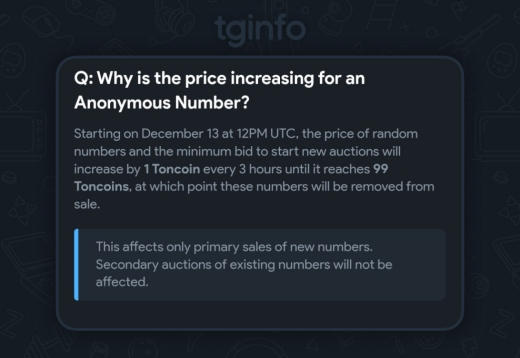 tginfo
Q: Why is the price increasing for an
Anonymous Number?
Starting on December 13 at 12PM UTC, the price of random
numbers and the minimum bid to start new auctions will
increase by 1 Toncoin every 3 hours until it reaches 99
Toncoins, at which point these numbers will be removed from
sale.
This affects only primary sales of new numbers.
Secondary auctions of existing numbers will not be
affected.